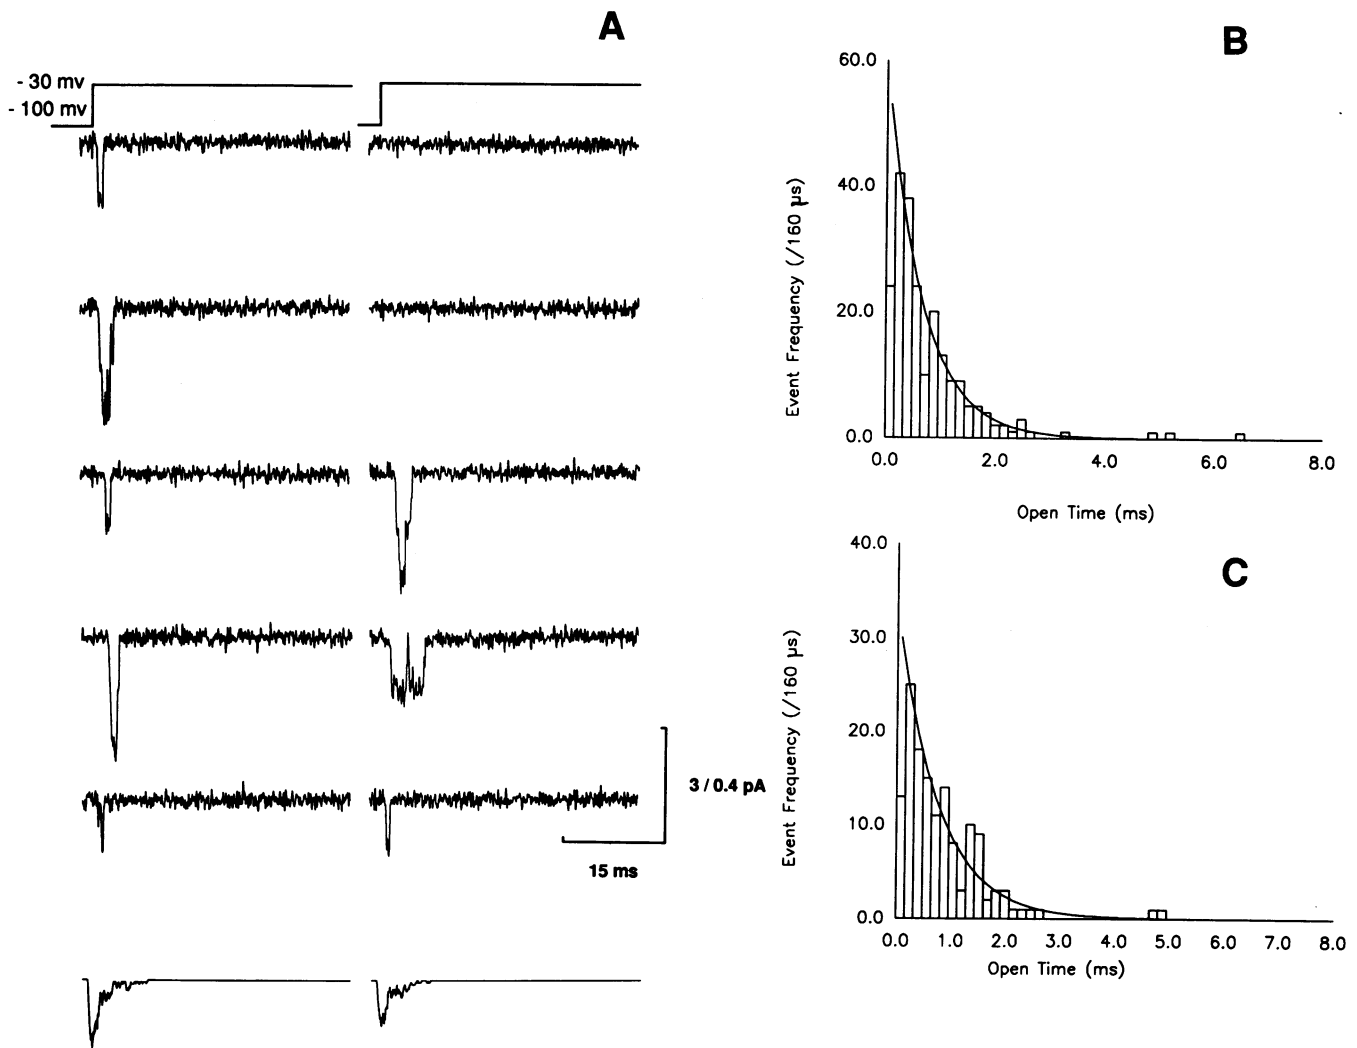 A
- 30 mv
- 100 mv
3 / 0.4 pA
15 ms
B
60.0
40.0
20.0
0.0
Event Frequency (/160 µs)
0.0 2.0 4.0 6.0 8.0
Open Time (ms)
C
40.0
30.0
20.0
10.0
0.0
Event Frequency (/160 µs)
0.0 1.0 2.0 3.0 4.0 5.0 6.0 7.0 8.0
Open Time (ms)